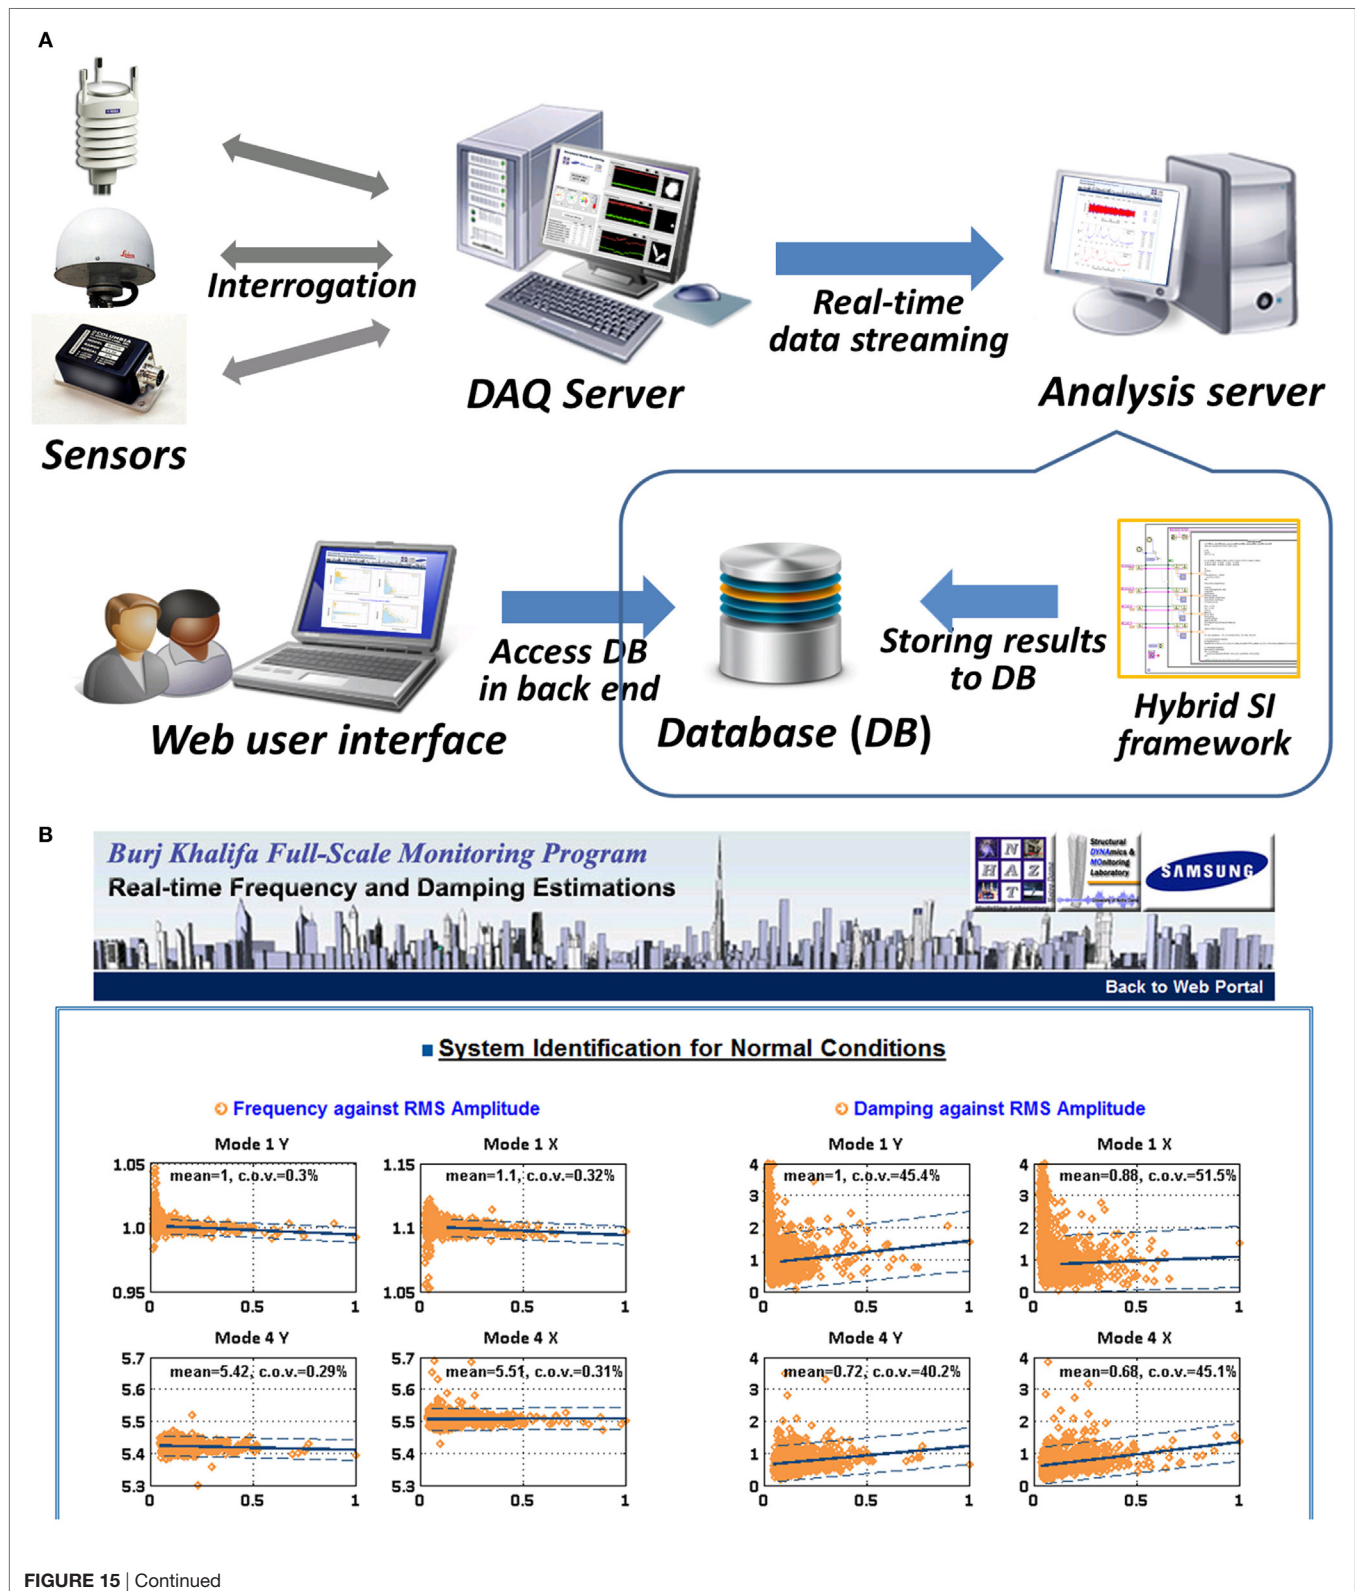 A
Interrogation
Real-time
data streaming
COLUMBIA
Leica
DAQ Server
Analysis server
Sensors
Access DB
in back end
Storing results
to DB
Web user interface
Database (DB)
Hybrid SI
framework
B
Burj Khalifa Full-Scale Monitoring Program
Real-time Frequency and Damping Estimations
N
H A Z
T
Modeling Laboratory
Structural
DYNAmics &
MOnitoring
Laboratory
SAMSUNG
Back to Web Portal
System Identification for Normal Conditions
Frequency against RMS Amplitude
Damping against RMS Amplitude
Mode 1 Y
Mode 1 X
Mode 1 Y
Mode 1 X
1.05
mean=1, c.o.v.=0.3%
1.0
0.95
0 0.5 1
1.15
mean=1.1, c.o.v.=0.32%
1.10
1.05
0 0.5 1
4
mean=1, c.o.v.=45.4%
3
2
1
0
0 0.5 1
4
mean=0.88, c.o.v.=51.5%
3
2
1
0
0 0.5 1
Mode 4 Y
Mode 4 X
Mode 4 Y
Mode 4 X
5.7
mean=5.42, c.o.v.=0.29%
5.6
5.5
5.4
5.3
0 0.5 1
5.7
mean=5.51, c.o.v.=0.31%
5.6
5.5
5.4
5.3
0 0.5 1
4
mean=0.72, c.o.v.=40.2%
3
2
1
0
0 0.5 1
4
mean=0.68, c.o.v.=45.1%
3
2
1
0
0 0.5 1
FIGURE 15 | Continued